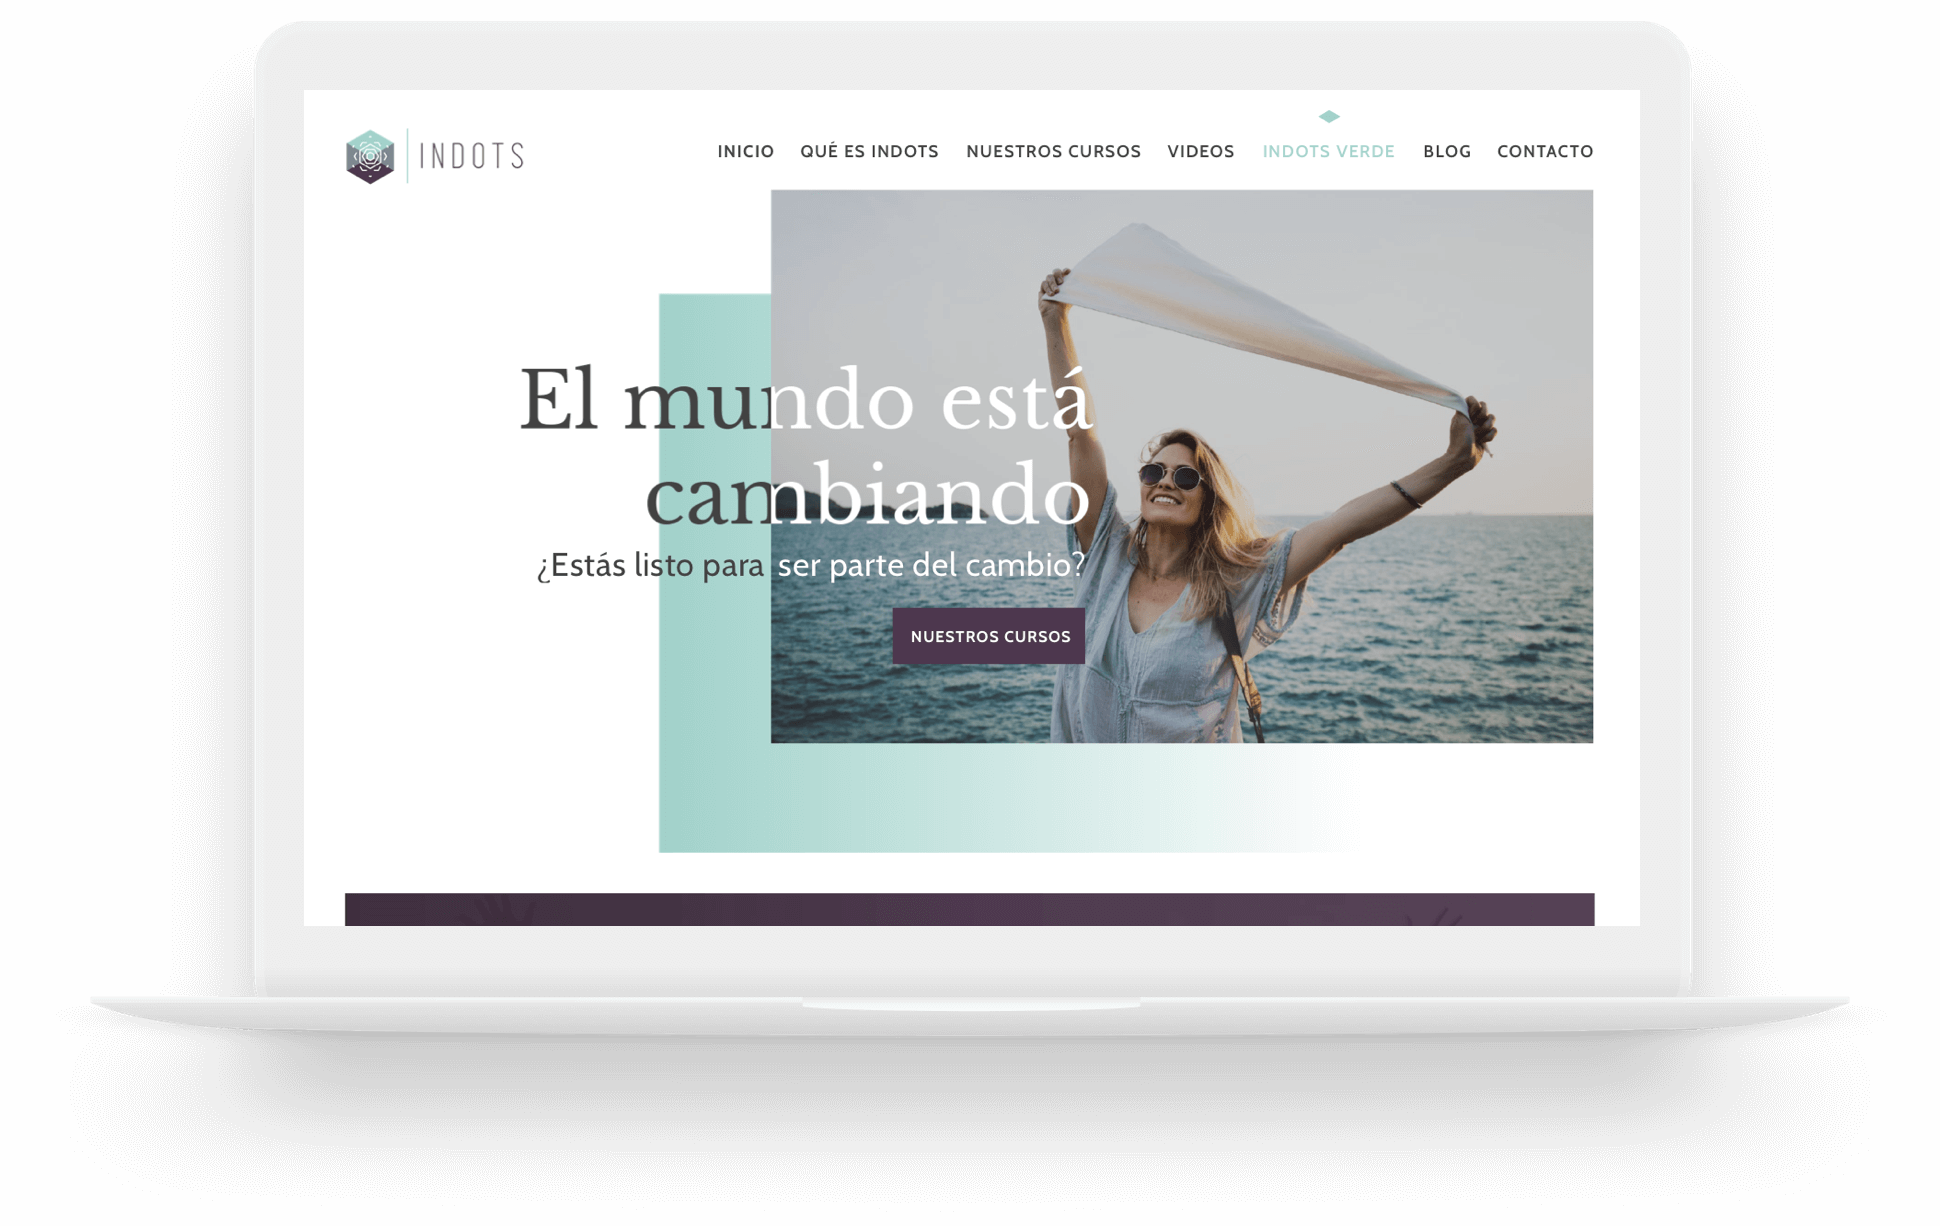 INDOTS
INICIO QUÉ ES INDOTS NUESTROS CURSOS VIDEOS INDOTS VERDE BLOG CONTACTO
El mundo está
cambiando
¿Estás listo para ser parte del cambio?
NUESTROS CURSOS